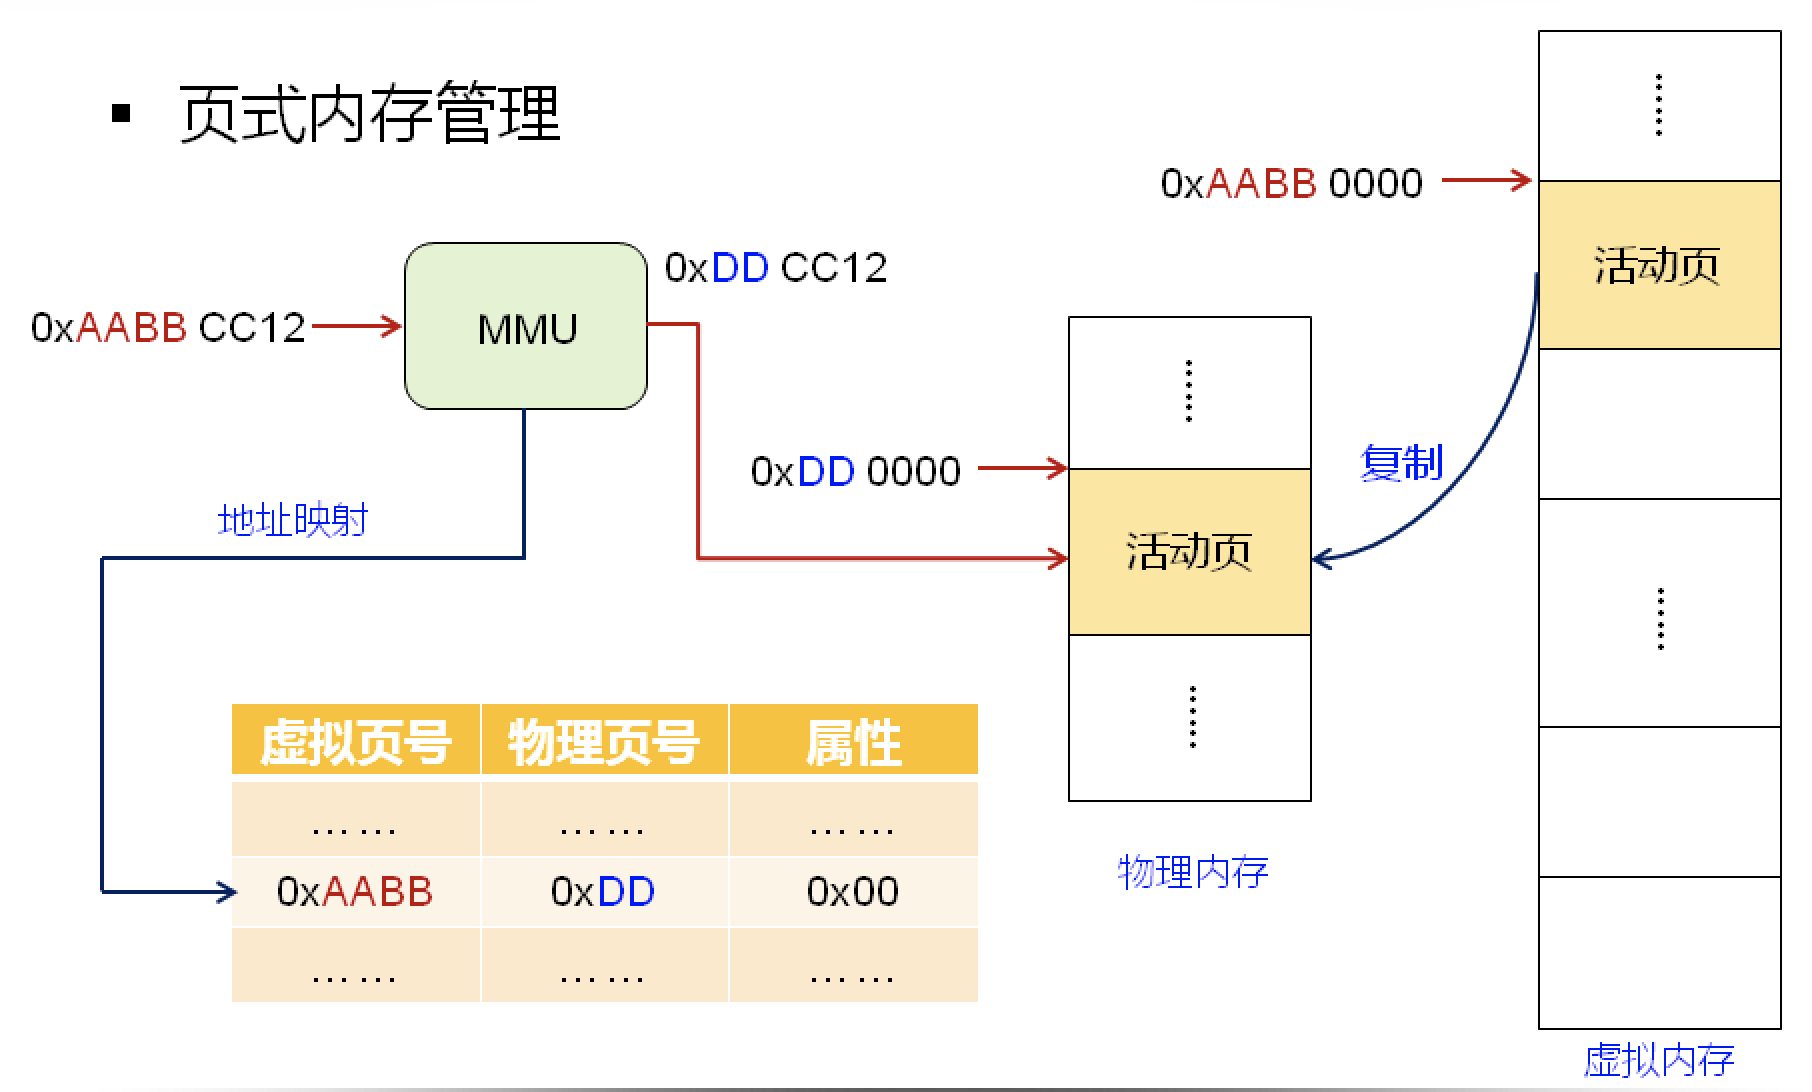 ▪ 页式内存管理
0xAABB 0000
活动页
0xAABB CC12
MMU
0xDD CC12
0xDD 0000
活动页
复制
地址映射
虚拟页号 物理页号 属性
…… …… ……
0xAABB 0xDD 0x00
…… …… ……
物理内存
虚拟内存